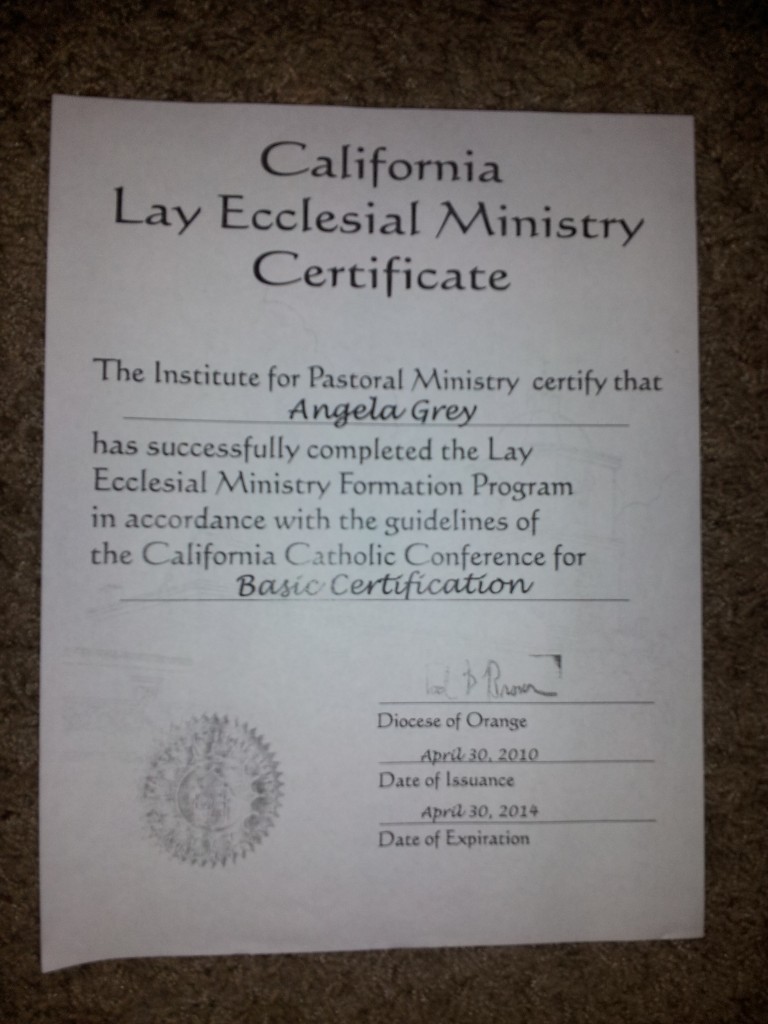 California
Lay Ecclesial Ministry
Certificate
The Institute for Pastoral Ministry certify that
Angela Grey
has successfully completed the Lay
Ecclesial Ministry Formation Program
in accordance with the guidelines of
the California Catholic Conference for
Basic Certification
Brown
Diocese of Orange
April 30, 2010
Date of Issuance
April 30, 2014
Date of Expiration